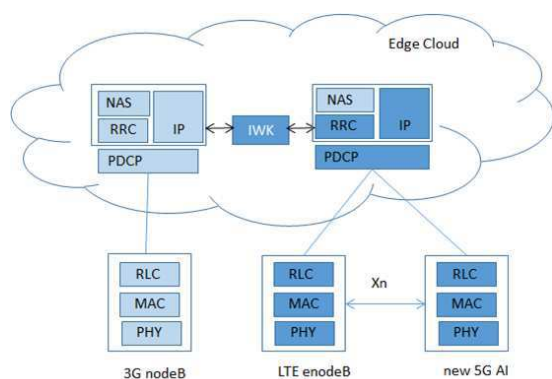 Edge Cloud
NAS
RRC
IP
IWK
NAS
RRC
IP
PDCP
PDCP
RLC
MAC
PHY
RLC
MAC
PHY
Xn
RLC
MAC
PHY
3G nodeB
LTE enodeB
new 5G AI